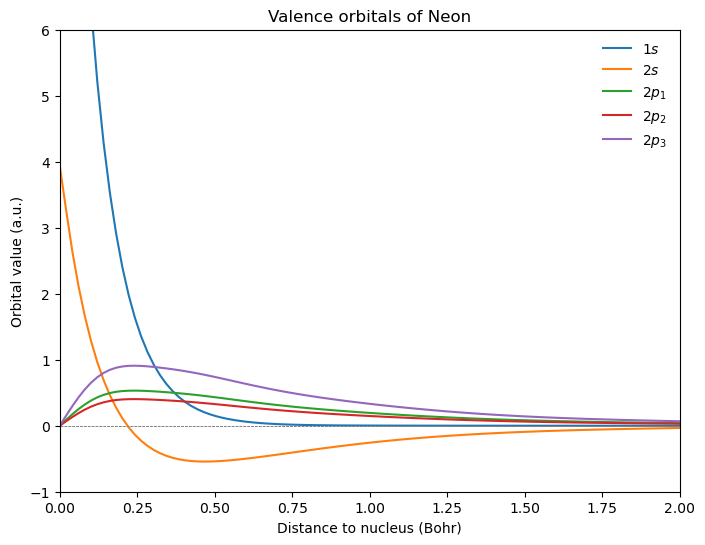 Valence orbitals of Neon
6
5
4
3
2
1
0
−1
Orbital value (a.u.)
1s
2s
2p₁
2p₂
2p₃
0.00 0.25 0.50 0.75 1.00 1.25 1.50 1.75 2.00
Distance to nucleus (Bohr)